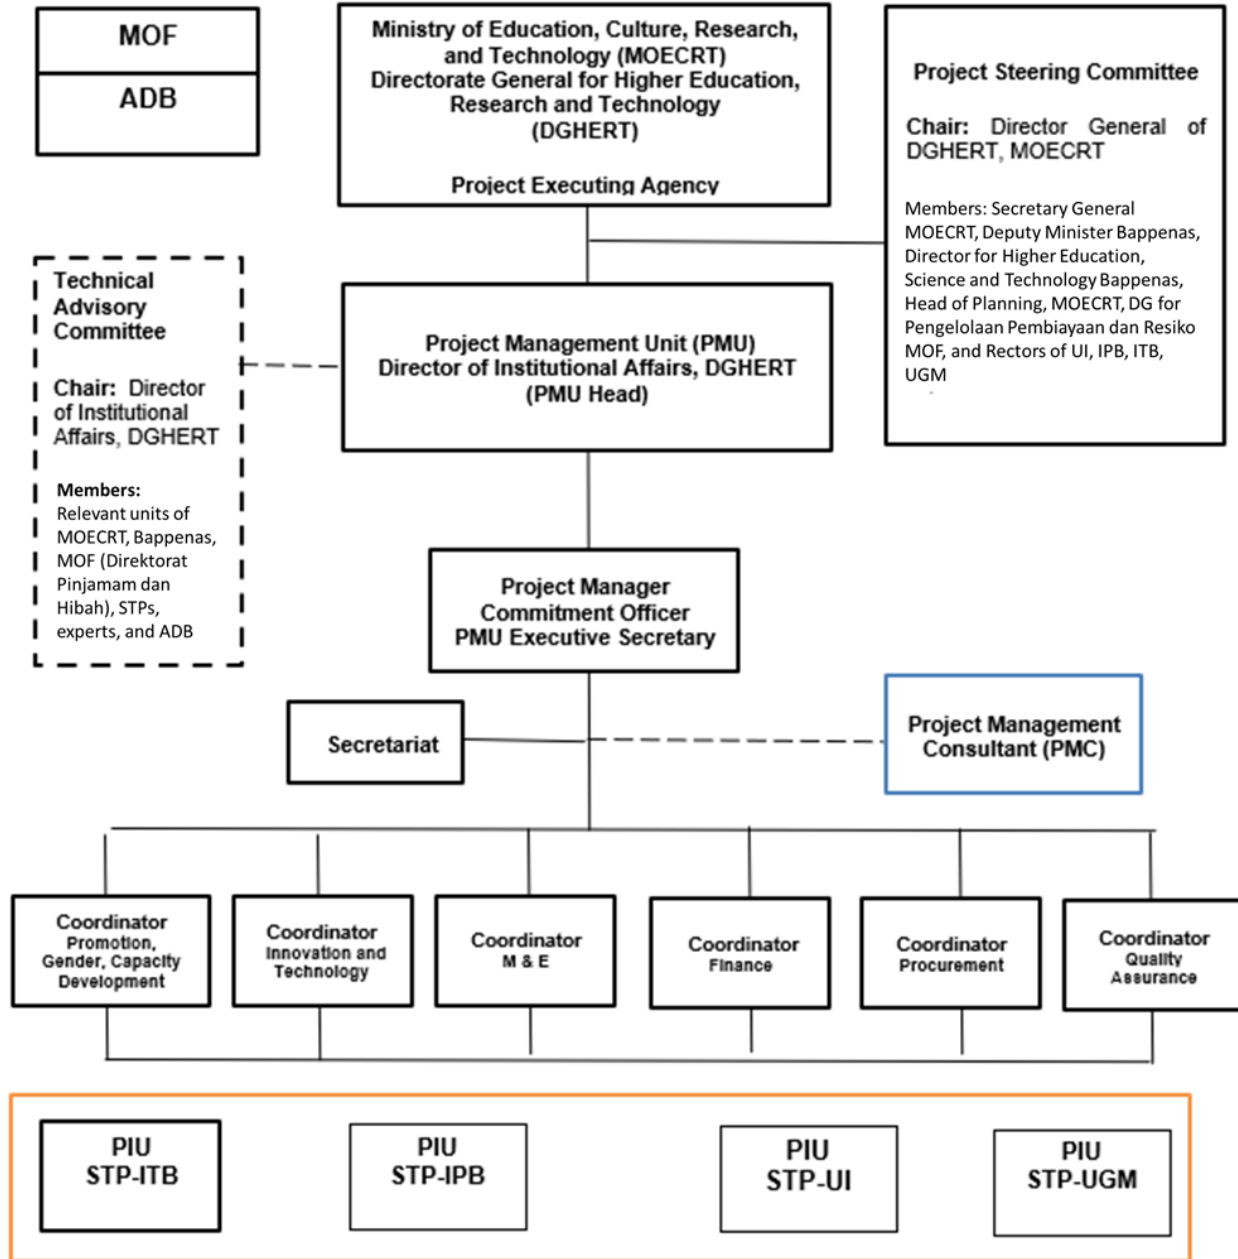 MOF
ADB
Ministry of Education, Culture, Research,
and Technology (MOECRT)
Directorate General for Higher Education,
Research and Technology
(DGHERT)
Project Executing Agency
Project Steering Committee
Chair: Director General of
DGHERT, MOECRT
Members: Secretary General
MOECRT, Deputy Minister Bappenas,
Director for Higher Education,
Science and Technology Bappenas,
Head of Planning, MOECRT, DG for
Pengelolaan Pembiayaan dan Resiko
MOF, and Rectors of UI, IPB, ITB,
UGM
Technical
Advisory
Committee
Chair: Director
of Institutional
Affairs, DGHERT
Members:
Relevant units of
MOECRT, Bappenas,
MOF (Direktorat
Pinjamam dan
Hibah), STPs,
experts, and ADB
Project Management Unit (PMU)
Director of Institutional Affairs, DGHERT
(PMU Head)
Project Manager
Commitment Officer
PMU Executive Secretary
Secretariat
Project Management
Consultant (PMC)
Coordinator
Promotion,
Gender, Capacity
Development
Coordinator
Innovation and
Technology
Coordinator
M & E
Coordinator
Finance
Coordinator
Procurement
Coordinator
Quality
Assurance
PIU
STP-ITB
PIU
STP-IPB
PIU
STP-UI
PIU
STP-UGM